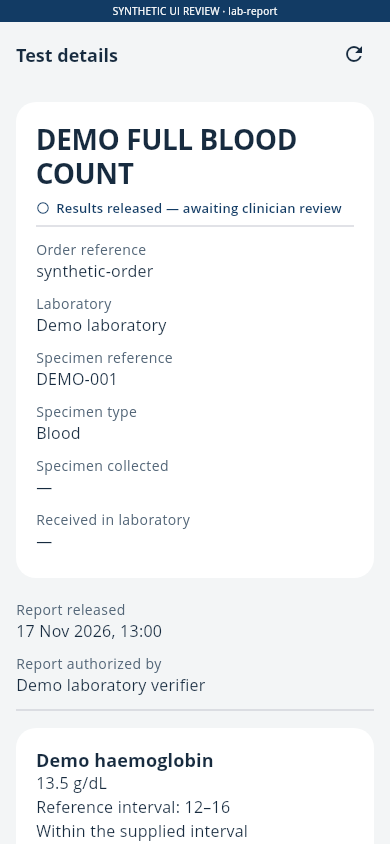 SYNTHETIC UI REVIEW · lab-report
Test details
DEMO FULL BLOOD
COUNT
Results released — awaiting clinician review
Order reference
synthetic-order
Laboratory
Demo laboratory
Specimen reference
DEMO-001
Specimen type
Blood
Specimen collected
—
Received in laboratory
—
Report released
17 Nov 2026, 13:00
Report authorized by
Demo laboratory verifier
Demo haemoglobin
13.5 g/dL
Reference interval: 12–16
Within the supplied interval